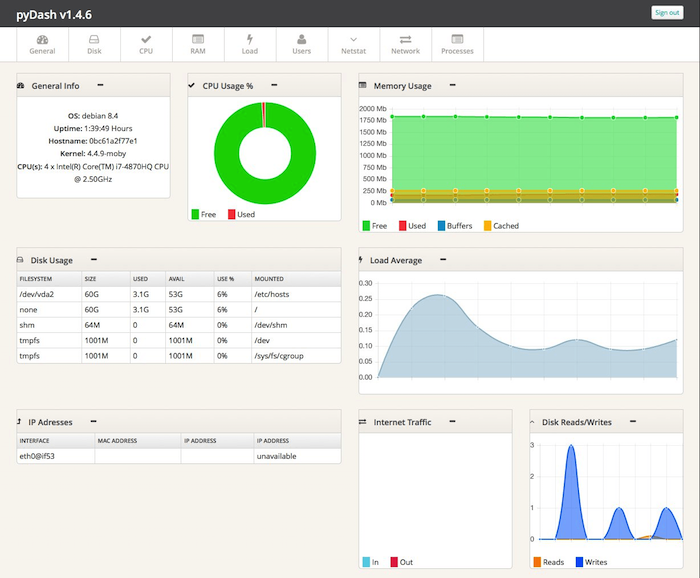 pyDash v1.4.6
Sign out
General Disk CPU RAM Load Users Netstat Network Processes
General Info
OS: debian 8.4
Uptime: 1:39:49 Hours
Hostname: 0bc61a2f77e1
Kernel: 4.4.9-moby
CPU(s): 4 x Intel(R) Core(TM) i7-4870HQ CPU
@ 2.50GHz
CPU Usage %
Free Used
Memory Usage
2000 Mb
1750 Mb
1500 Mb
1250 Mb
1000 Mb
750 Mb
500 Mb
250 Mb
0 Mb
Free Used Buffers Cached
Disk Usage
FILESYSTEM SIZE USED AVAIL USE % MOUNTED
/dev/vda2 60G 3.1G 53G 6% /etc/hosts
none 60G 3.1G 53G 6% /
shm 64M 0 64M 0% /dev/shm
tmpfs 1001M 0 1001M 0% /dev
tmpfs 1001M 0 1001M 0% /sys/fs/cgroup
Load Average
0.30
0.25
0.20
0.15
0.10
0.05
0.00
IP Adresses
INTERFACE MAC ADDRESS IP ADDRESS IP ADDRESS
eth0@if53 unavailable
Internet Traffic
In Out
Disk Reads/Writes
3
2
1
0
Reads Writes